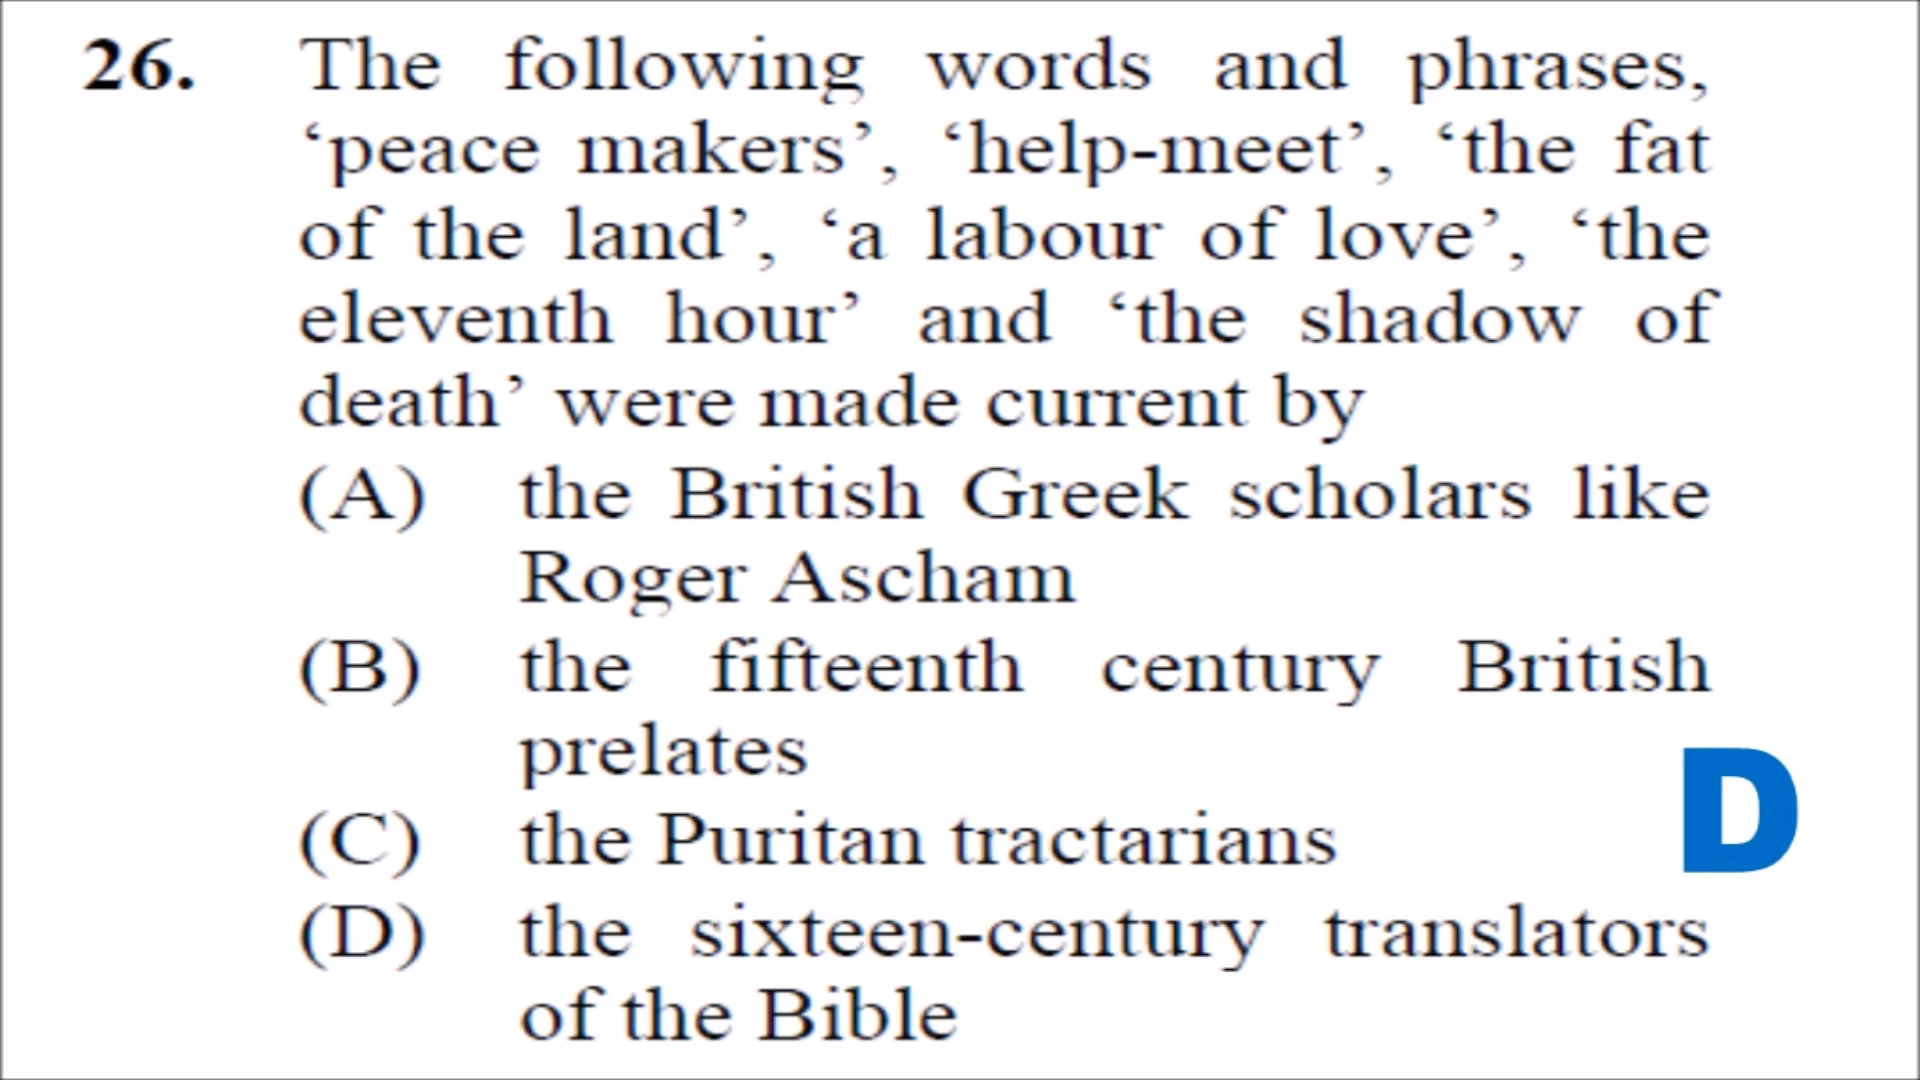 26. The following words and phrases,
‘peace makers’, ‘help-meet’, ‘the fat
of the land’, ‘a labour of love’, ‘the
eleventh hour’ and ‘the shadow of
death’ were made current by
(A) the British Greek scholars like
Roger Ascham
(B) the fifteenth century British
prelates
(C) the Puritan tractarians
D
(D) the sixteen-century translators
of the Bible